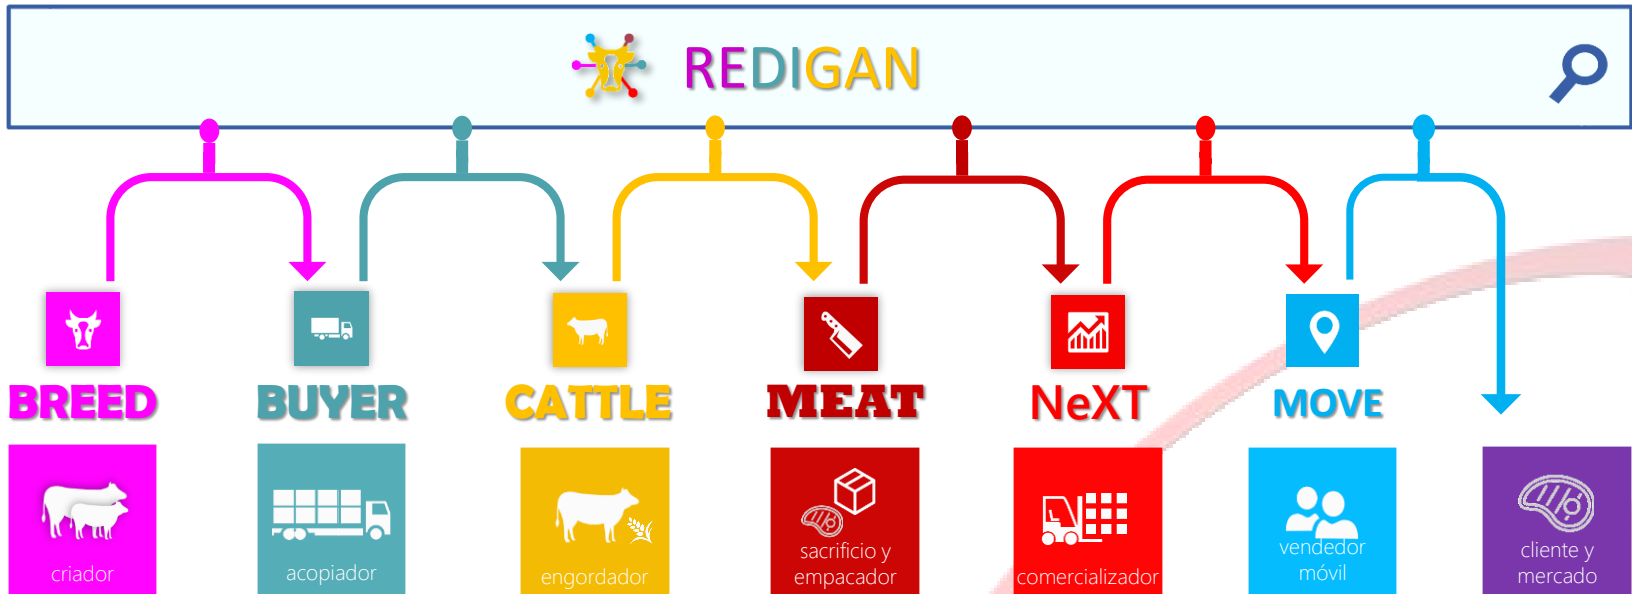 REDIGAN
BREED
BUYER
CATTLE
MEAT
NeXT
MOVE
criador
acopiador
engordador
sacrificio y
empacador
comercializador
vendedor
móvil
cliente y
mercado